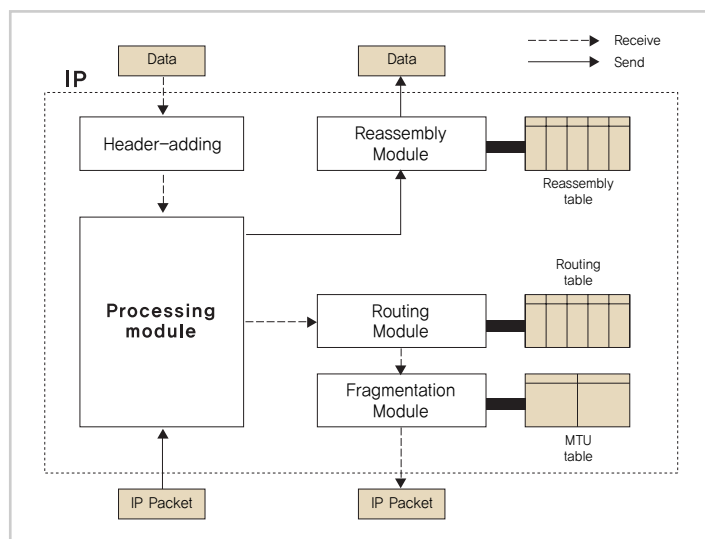 Receive
Send
Data
Data
IP
Header-adding
Reassembly
Module
Reassembly
table
Processing
module
Routing
table
Routing
Module
Fragmentation
Module
MTU
table
IP Packet
IP Packet